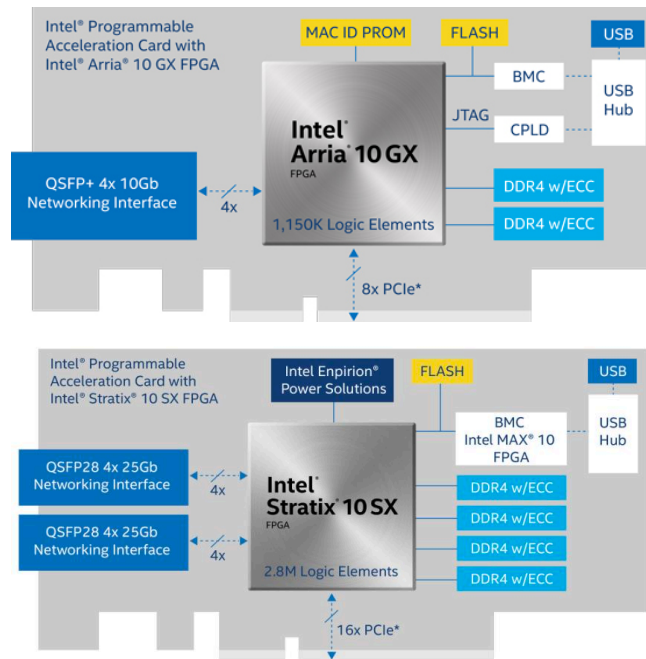 Intel® Programmable
Acceleration Card with
Intel® Arria® 10 GX FPGA
MAC ID PROM
FLASH
USB
BMC
USB
Hub
JTAG
CPLD
Intel®
Arria® 10 GX
FPGA
1,150K Logic Elements
QSFP+ 4x 10Gb
Networking Interface
4x
DDR4 w/ECC
DDR4 w/ECC
8x PCIe*
Intel® Programmable
Acceleration Card with
Intel® Stratix® 10 SX FPGA
Intel Enpirion®
Power Solutions
FLASH
USB
BMC
Intel MAX® 10
FPGA
USB
Hub
QSFP28 4x 25Gb
Networking Interface
4x
QSFP28 4x 25Gb
Networking Interface
4x
Intel®
Stratix® 10 SX
FPGA
2.8M Logic Elements
DDR4 w/ECC
DDR4 w/ECC
DDR4 w/ECC
DDR4 w/ECC
16x PCIe*